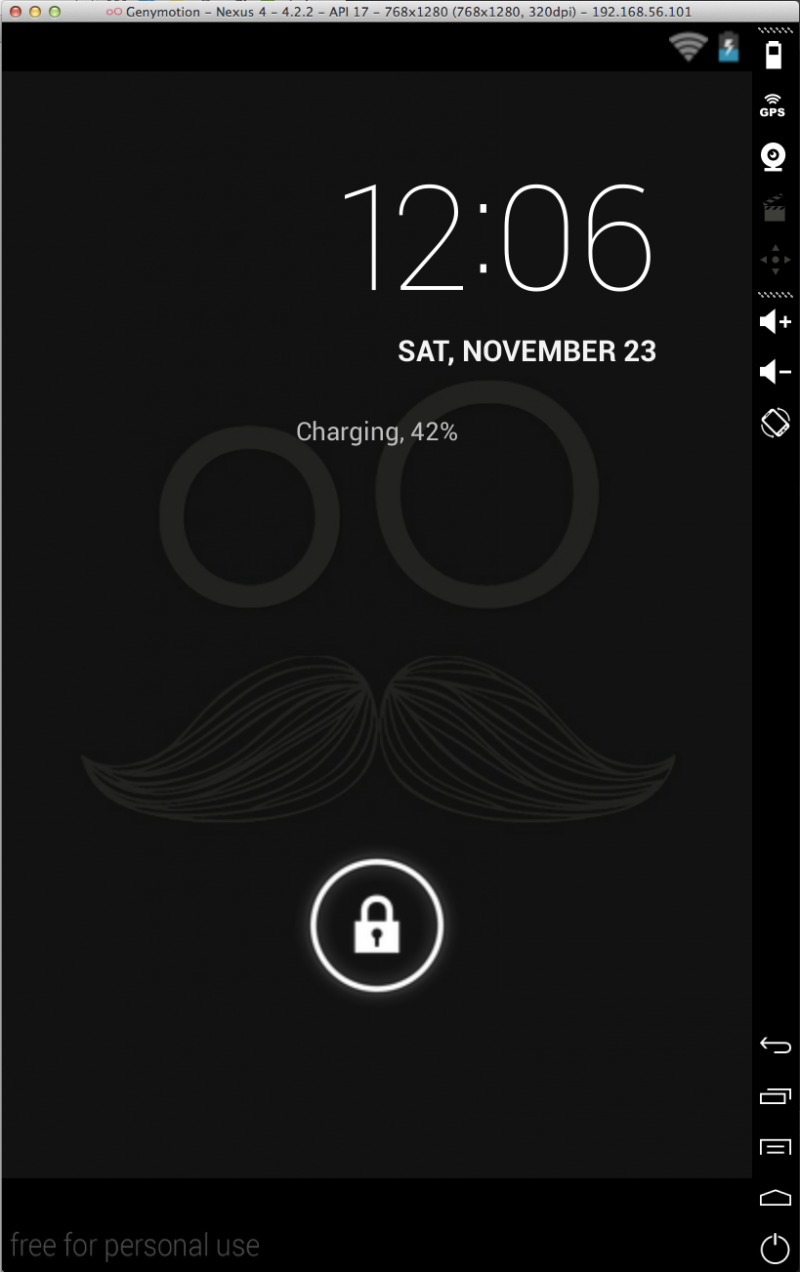 Genymotion – Nexus 4 – 4.2.2 – API 17 – 768x1280 (768x1280, 320dpi) – 192.168.56.101
GPS
12:06
SAT, NOVEMBER 23
Charging, 42%
free for personal use